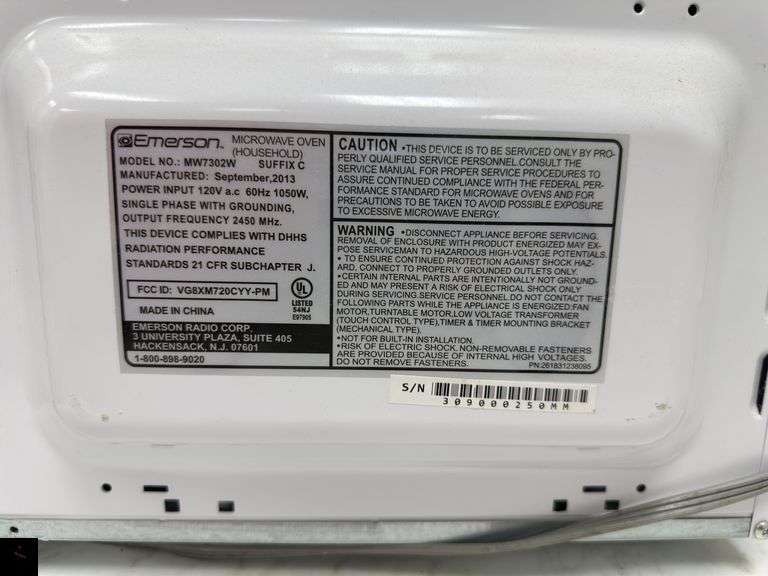 Emerson
MICROWAVE OVEN
(HOUSEHOLD)
MODEL NO.: MW7302W SUFFIX C
MANUFACTURED: September,2013
POWER INPUT 120V a.c 60Hz 1050W,
SINGLE PHASE WITH GROUNDING,
OUTPUT FREQUENCY 2450 MHz.
THIS DEVICE COMPLIES WITH DHHS
RADIATION PERFORMANCE
STANDARDS 21 CFR SUBCHAPTER J.
FCC ID: VG8XM720CYY-PM
MADE IN CHINA
UL
LISTED
54NJ
E97905
EMERSON RADIO CORP.
3 UNIVERSITY PLAZA, SUITE 405
HACKENSACK, N.J. 07601
1-800-898-9020
CAUTION •THIS DEVICE IS TO BE SERVICED ONLY BY PRO-
PERLY QUALIFIED SERVICE PERSONNEL.CONSULT THE
SERVICE MANUAL FOR PROPER SERVICE PROCEDURES TO
ASSURE CONTINUED COMPLIANCE WITH THE FEDERAL PER-
FORMANCE STANDARD FOR MICROWAVE OVENS AND FOR
PRECAUTIONS TO BE TAKEN TO AVOID POSSIBLE EXPOSURE
TO EXCESSIVE MICROWAVE ENERGY.
WARNING •DISCONNECT APPLIANCE BEFORE SERVICING.
REMOVAL OF ENCLOSURE WITH PRODUCT ENERGIZED MAY EX-
POSE SERVICEMAN TO HAZARDOUS HIGH-VOLTAGE POTENTIALS.
• TO ENSURE CONTINUED PROTECTION AGAINST SHOCK HAZ-
ARD, CONNECT TO PROPERLY GROUNDED OUTLETS ONLY.
•CERTAIN INTERNAL PARTS ARE INTENTIONALLY NOT GROUND-
ED AND MAY PRESENT A RISK OF ELECTRICAL SHOCK ONLY
DURING SERVICING.SERVICE PERSONNEL DO NOT CONTACT THE
FOLLOWING PARTS WHILE THE APPLIANCE IS ENERGIZED:FAN
MOTOR,TURNTABLE MOTOR,LOW VOLTAGE TRANSFORMER
(TOUCH CONTROL TYPE),TIMER & TIMER MOUNTING BRACKET
(MECHANICAL TYPE).
•NOT FOR BUILT-IN INSTALLATION.
•RISK OF ELECTRIC SHOCK. NON-REMOVABLE FASTENERS
ARE PROVIDED BECAUSE OF INTERNAL HIGH VOLTAGES.
DO NOT REMOVE FASTENERS.
PN:261831238095
S/N
309000250MM